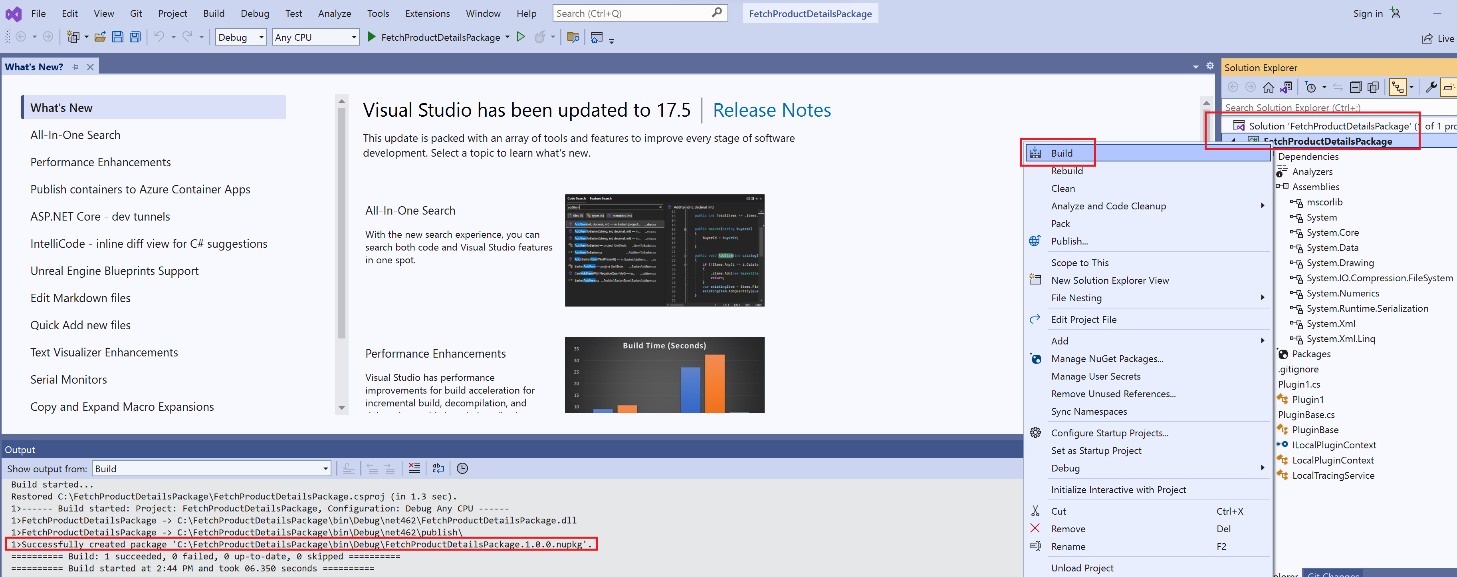 File Edit View Git Project Build Debug Test Analyze Tools Extensions Window Help Search (Ctrl+Q) FetchProductDetailsPackage Sign in
Debug Any CPU FetchProductDetailsPackage Live
What's New?
What's New
All-In-One Search
Performance Enhancements
Publish containers to Azure Container Apps
ASP.NET Core - dev tunnels
IntelliCode - inline diff view for C# suggestions
Unreal Engine Blueprints Support
Edit Markdown files
Quick Add new files
Text Visualizer Enhancements
Serial Monitors
Copy and Expand Macro Expansions
Visual Studio has been updated to 17.5 Release Notes
This update is packed with an array of tools and features to improve every stage of software
development. Select a topic to learn what's new.
All-In-One Search
With the new search experience, you can
search both code and Visual Studio features
in one spot.
Code Search Feature Search
Performance Enhancements
Visual Studio has performance
improvements for build acceleration for
incremental build, decompilation, and
Build Time (Seconds)
35
30
25
20
15
10
Build
Rebuild
Clean
Analyze and Code Cleanup
Pack
Publish...
Scope to This
New Solution Explorer View
File Nesting
Edit Project File
Add
Manage NuGet Packages...
Manage User Secrets
Remove Unused References...
Sync Namespaces
Configure Startup Projects...
Set as Startup Project
Debug
Initialize Interactive with Project
Cut Ctrl+X
Remove Del
Rename F2
Unload Project
Solution Explorer
Search Solution Explorer (Ctrl+;)
Solution 'FetchProductDetailsPackage' (1 of 1 pro
FetchProductDetailsPackage
Dependencies
Analyzers
Assemblies
mscorlib
System
System.Core
System.Data
System.Drawing
System.IO.Compression.FileSystem
System.Numerics
System.Runtime.Serialization
System.Xml
System.Xml.Linq
Packages
.gitignore
Plugin1.cs
Plugin1
PluginBase.cs
PluginBase
ILocalPluginContext
LocalPluginContext
LocalTracingService
Git Changes
Output
Show output from: Build
Build started...
Restored C:\FetchProductDetailsPackage\FetchProductDetailsPackage.csproj (in 1.3 sec).
1>------ Build started: Project: FetchProductDetailsPackage, Configuration: Debug Any CPU ------
1>FetchProductDetailsPackage -> C:\FetchProductDetailsPackage\bin\Debug\net462\FetchProductDetailsPackage.dll
1>FetchProductDetailsPackage -> C:\FetchProductDetailsPackage\bin\Debug\net462\publish\
1>Successfully created package 'C:\FetchProductDetailsPackage\bin\Debug\FetchProductDetailsPackage.1.0.0.nupkg'.
========== Build: 1 succeeded, 0 failed, 0 up-to-date, 0 skipped ==========
========== Build started at 2:44 PM and took 06.350 seconds ==========